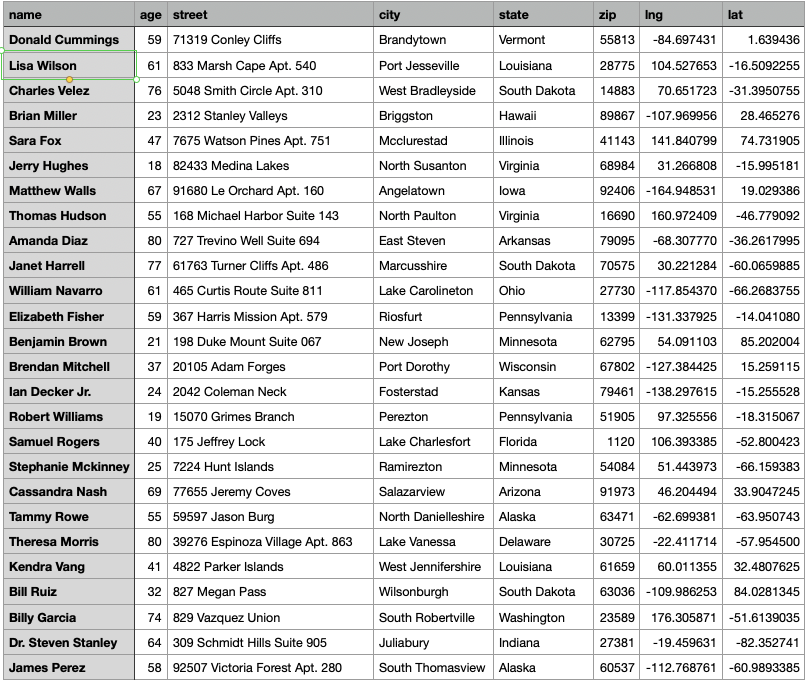 name age street city state zip lng lat
Donald Cummings 59 71319 Conley Cliffs Brandytown Vermont 55813 -84.697431 1.639436
Lisa Wilson 61 833 Marsh Cape Apt. 540 Port Jesseville Louisiana 28775 104.527653 -16.5092255
Charles Velez 76 5048 Smith Circle Apt. 310 West Bradleyside South Dakota 14883 70.651723 -31.3950755
Brian Miller 23 2312 Stanley Valleys Briggston Hawaii 89867 -107.969956 28.465276
Sara Fox 47 7675 Watson Pines Apt. 751 Mcclurestad Illinois 41143 141.840799 74.731905
Jerry Hughes 18 82433 Medina Lakes North Susanton Virginia 68984 31.266808 -15.995181
Matthew Walls 67 91680 Le Orchard Apt. 160 Angelatown Iowa 92406 -164.948531 19.029386
Thomas Hudson 55 168 Michael Harbor Suite 143 North Paulton Virginia 16690 160.972409 -46.779092
Amanda Diaz 80 727 Trevino Well Suite 694 East Steven Arkansas 79095 -68.307770 -36.2617995
Janet Harrell 77 61763 Turner Cliffs Apt. 486 Marcusshire South Dakota 70575 30.221284 -60.0659885
William Navarro 61 465 Curtis Route Suite 811 Lake Carolineton Ohio 27730 -117.854370 -66.2683755
Elizabeth Fisher 59 367 Harris Mission Apt. 579 Riosfurt Pennsylvania 13399 -131.337925 -14.041080
Benjamin Brown 21 198 Duke Mount Suite 067 New Joseph Minnesota 62795 54.091103 85.202004
Brendan Mitchell 37 20105 Adam Forges Port Dorothy Wisconsin 67802 -127.384425 15.259115
Ian Decker Jr. 24 2042 Coleman Neck Fosterstad Kansas 79461 -138.297615 -15.255528
Robert Williams 19 15070 Grimes Branch Perezton Pennsylvania 51905 97.325556 -18.315067
Samuel Rogers 40 175 Jeffrey Lock Lake Charlesfort Florida 1120 106.393385 -52.800423
Stephanie Mckinney 25 7224 Hunt Islands Ramirezton Minnesota 54084 51.443973 -66.159383
Cassandra Nash 69 77655 Jeremy Coves Salazarview Arizona 91973 46.204494 33.9047245
Tammy Rowe 55 59597 Jason Burg North Danielleshire Alaska 63471 -62.699381 -63.950743
Theresa Morris 80 39276 Espinoza Village Apt. 863 Lake Vanessa Delaware 30725 -22.411714 -57.954500
Kendra Vang 41 4822 Parker Islands West Jennifershire Louisiana 61659 60.011355 32.4807625
Bill Ruiz 32 827 Megan Pass Wilsonburgh South Dakota 63036 -109.986253 84.0281345
Billy Garcia 74 829 Vazquez Union South Robertville Washington 23589 176.305871 -51.6139035
Dr. Steven Stanley 64 309 Schmidt Hills Suite 905 Juliabury Indiana 27381 -19.459631 -82.352741
James Perez 58 92507 Victoria Forest Apt. 280 South Thomasview Alaska 60537 -112.768761 -60.9893385